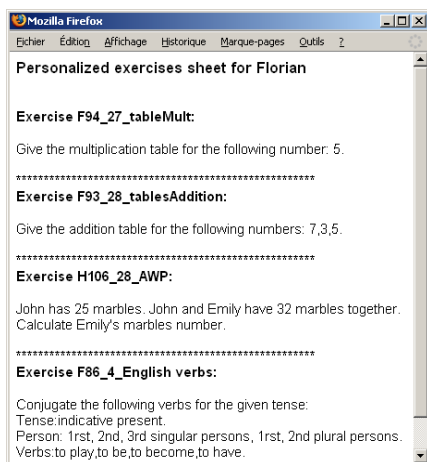 Mozilla Firefox
Fichier Édition Affichage Historique Marque-pages Outils ?
Personalized exercises sheet for Florian
Exercise F94_27_tableMult:
Give the multiplication table for the following number: 5.
******************************************************
Exercise F93_28_tablesAddition:
Give the addition table for the following numbers: 7,3,5.
******************************************************
Exercise H106_28_AWP:
John has 25 marbles. John and Emily have 32 marbles together.
Calculate Emily's marbles number.
******************************************************
Exercise F86_4_English verbs:
Conjugate the following verbs for the given tense:
Tense:indicative present.
Person: 1rst, 2nd, 3rd singular persons, 1rst, 2nd plural persons.
Verbs:to play,to be,to become,to have.